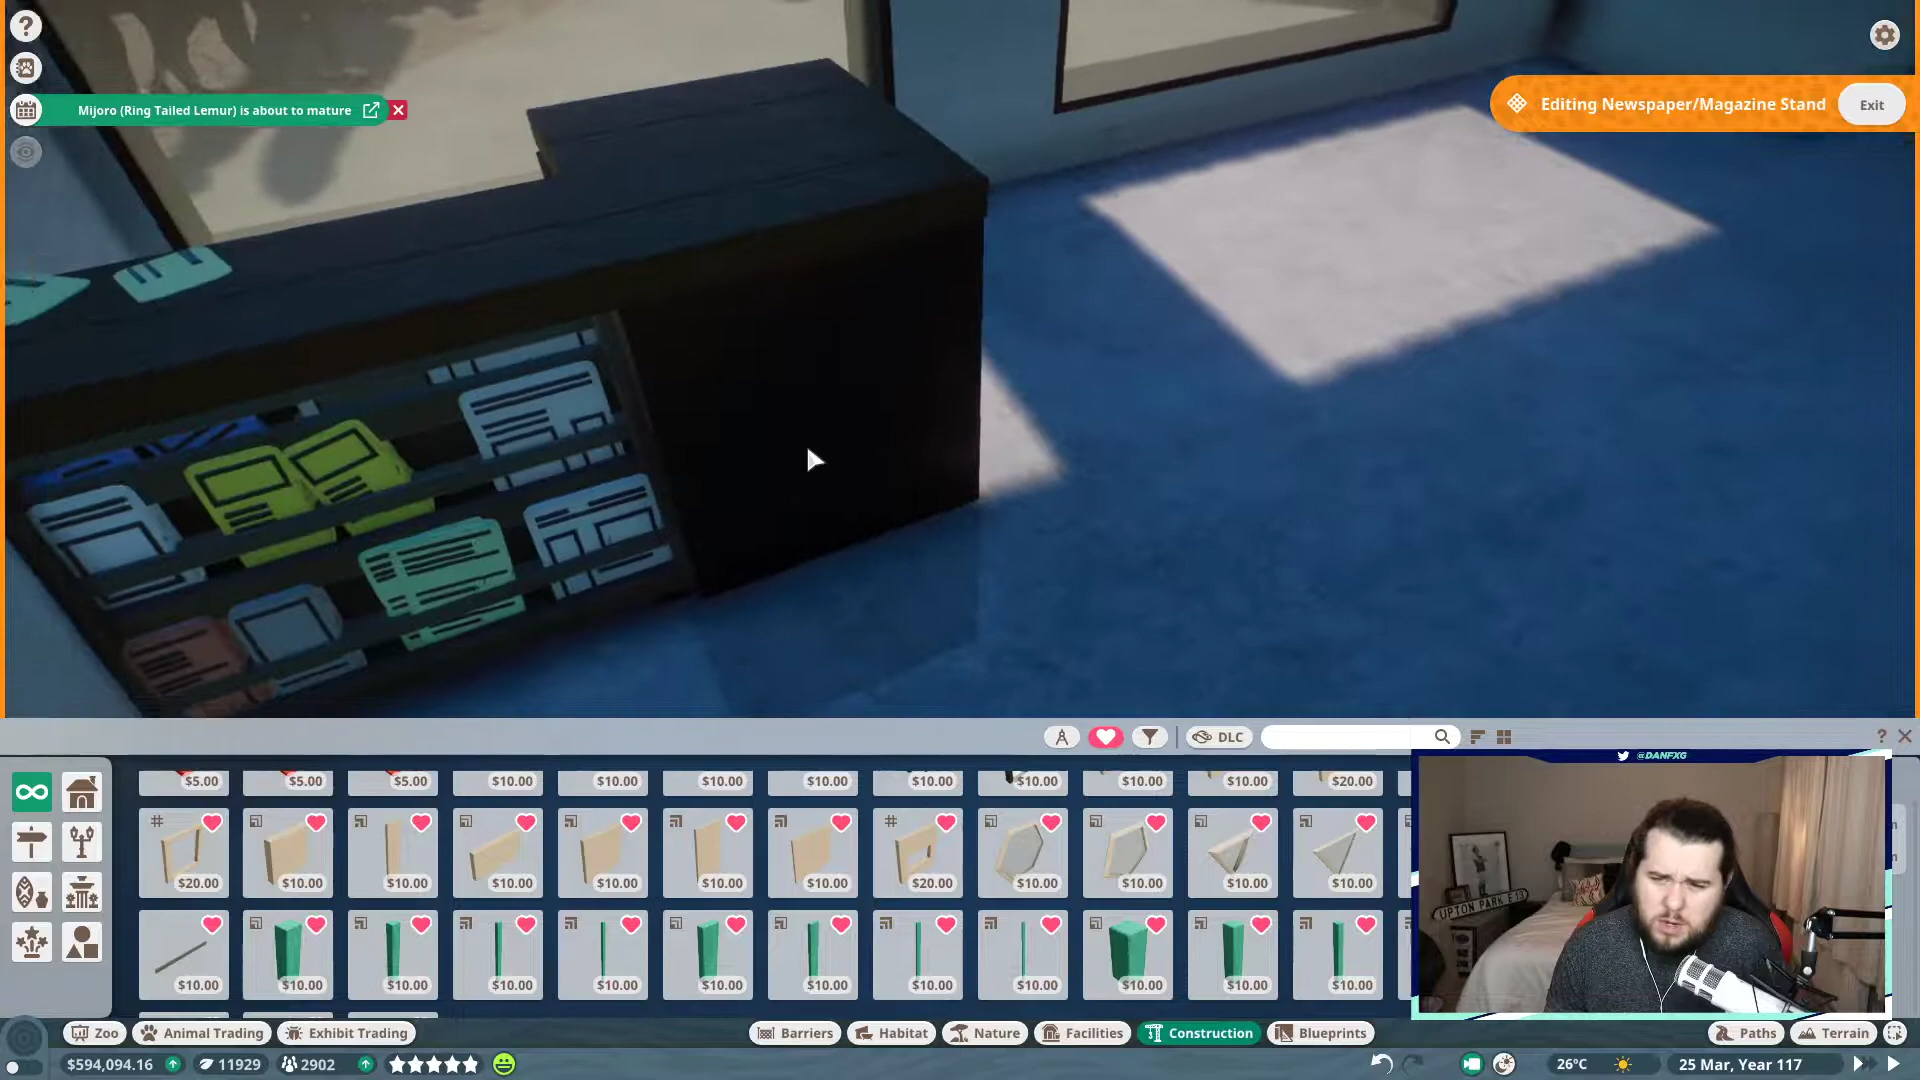 ?
Mijoro (Ring Tailed Lemur) is about to mature
Editing Newspaper/Magazine Stand
Exit
DLC
?
@DANFXG
$5.00 $5.00 $5.00 $10.00 $10.00 $10.00 $10.00 $10.00 $10.00 $10.00 $10.00 $20.00
$20.00 $10.00 $10.00 $10.00 $10.00 $10.00 $10.00 $20.00 $10.00 $10.00 $10.00 $10.00
$10.00 $10.00 $10.00 $10.00 $10.00 $10.00 $10.00 $10.00 $10.00 $10.00 $10.00 $10.00
UPTON PARK E13
Zoo Animal Trading Exhibit Trading Barriers Habitat Nature Facilities Construction Blueprints Paths Terrain
$594,094.16 11929 2902 26°C 25 Mar, Year 117